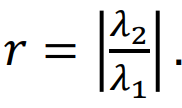 r = |λ₂/λ₁|.